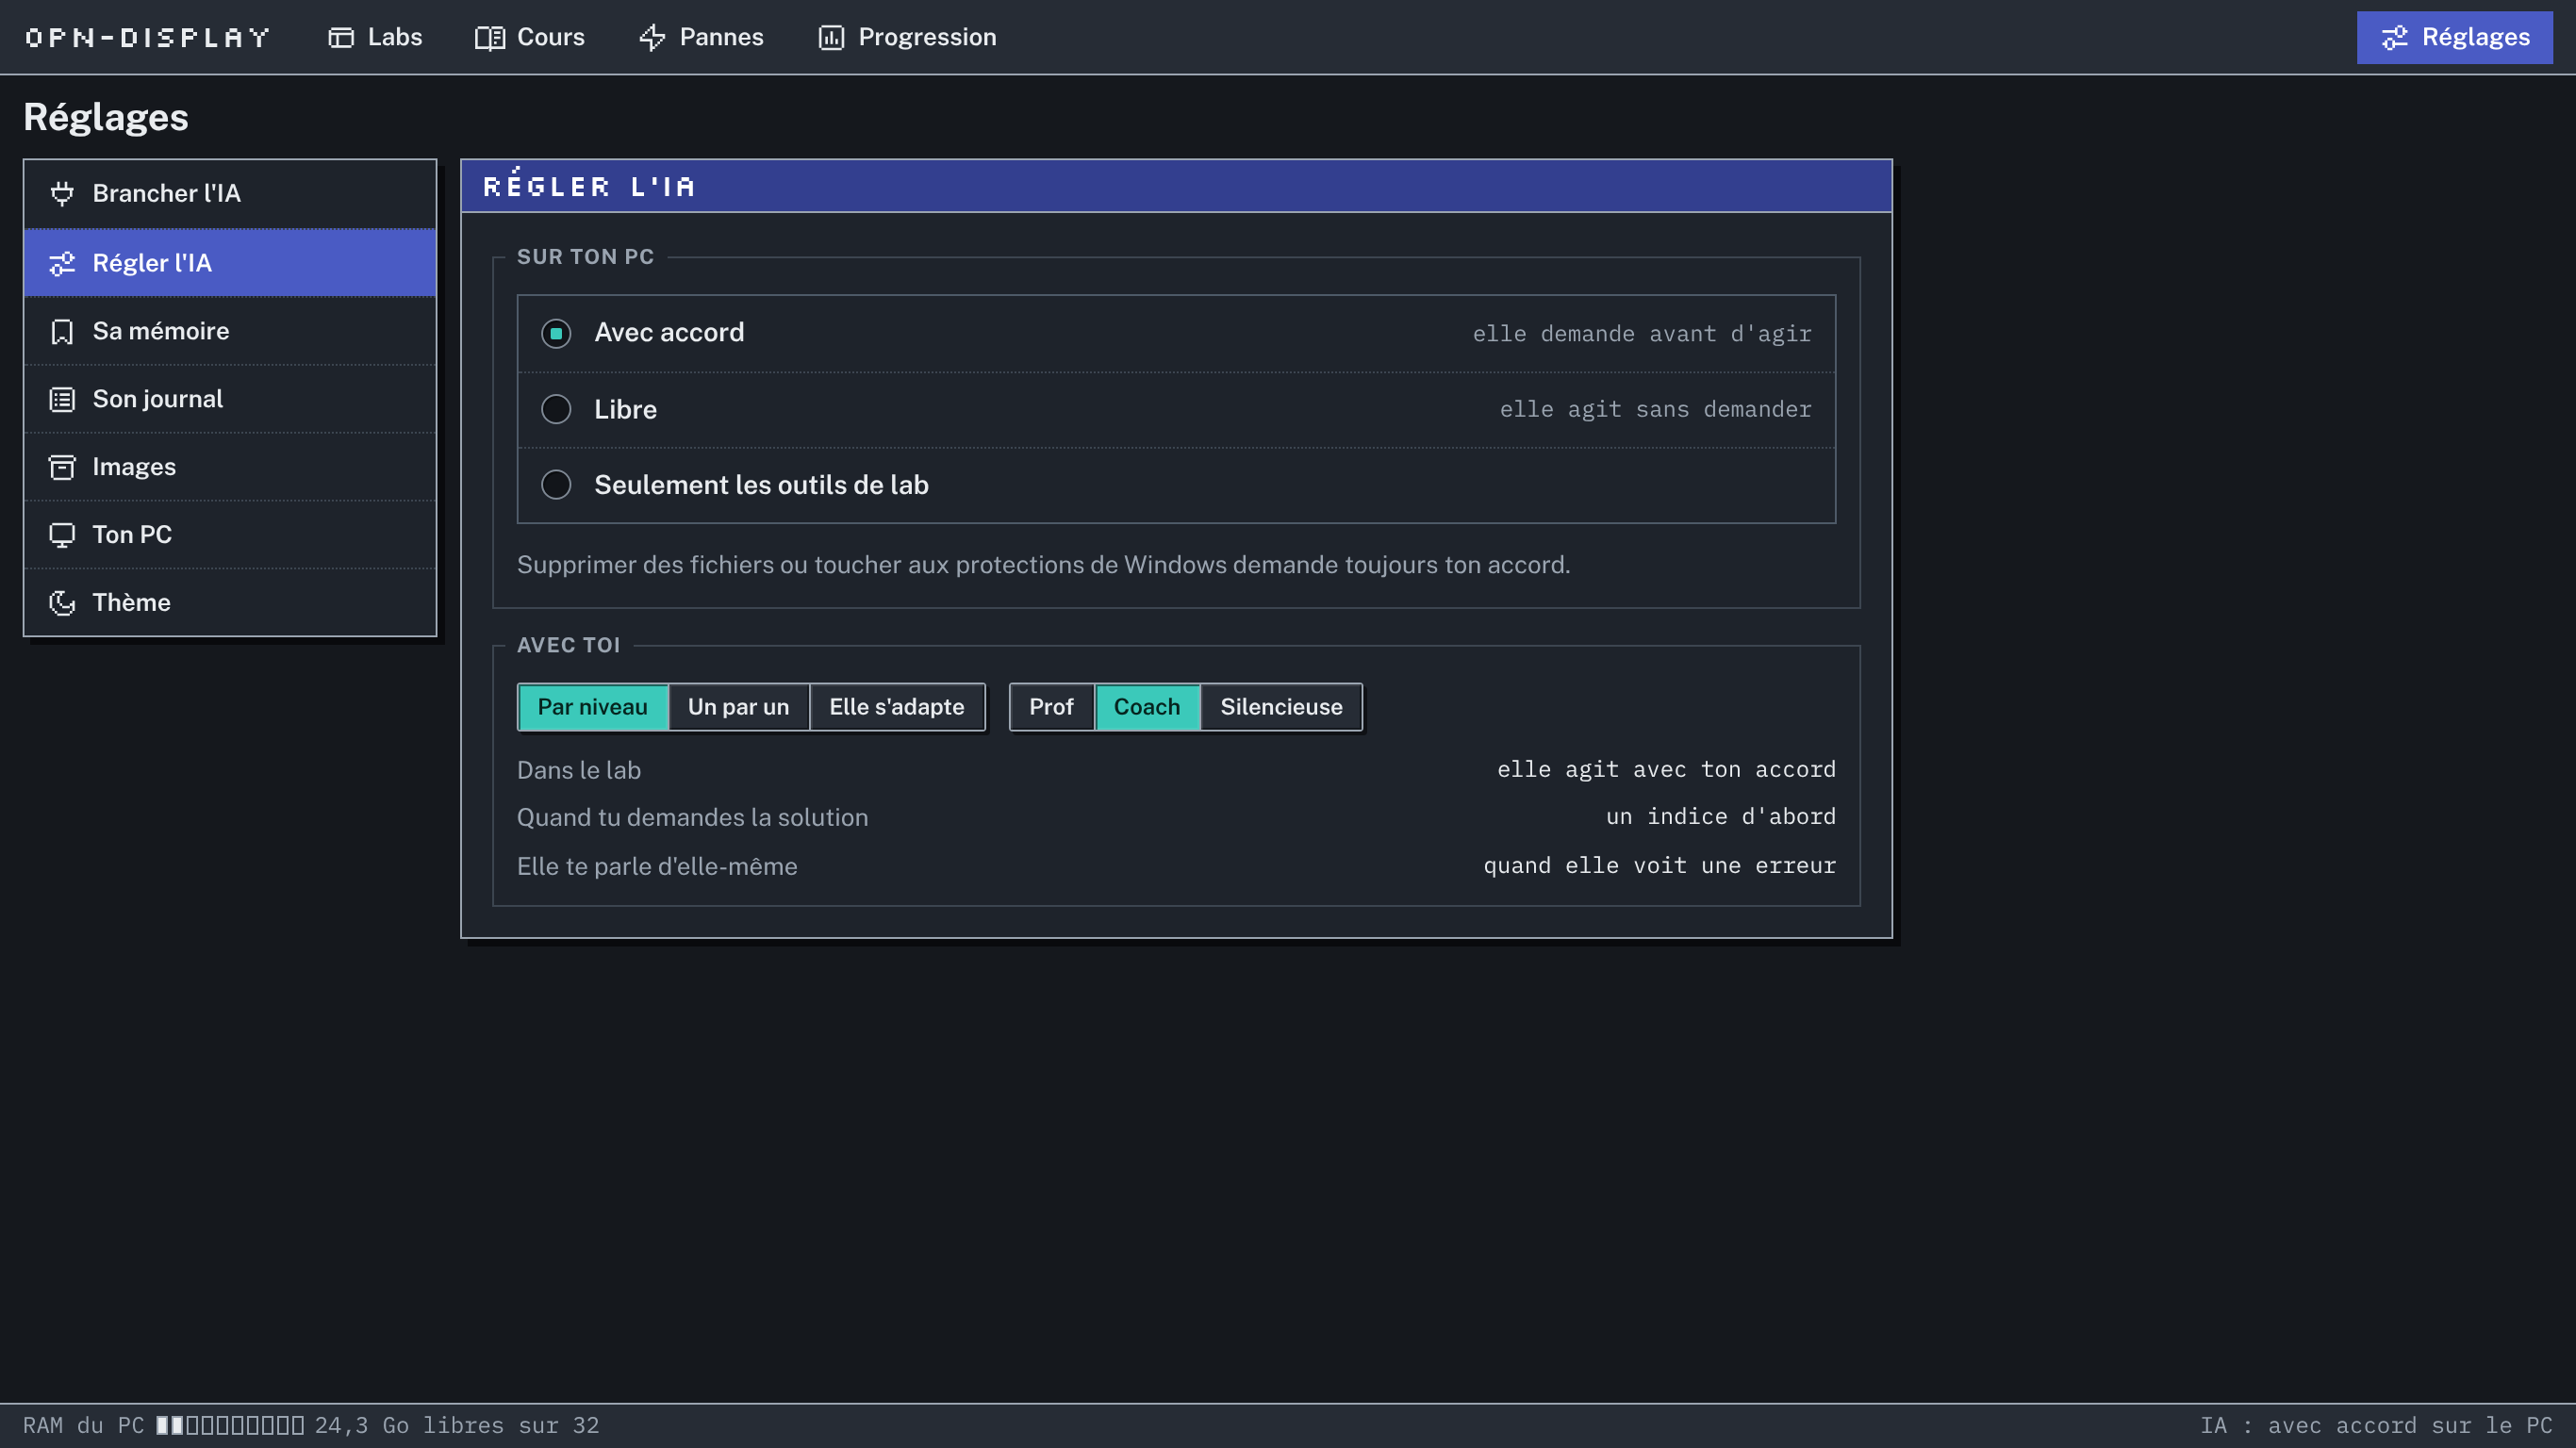 OPN-DISPLAY
Labs
Cours
Pannes
Progression
Réglages
Réglages
Brancher l'IA
Régler l'IA
Sa mémoire
Son journal
Images
Ton PC
Thème
RÉGLER L'IA
SUR TON PC
Avec accord elle demande avant d'agir
Libre elle agit sans demander
Seulement les outils de lab
Supprimer des fichiers ou toucher aux protections de Windows demande toujours ton accord.
AVEC TOI
Par niveau Un par un Elle s'adapte Prof Coach Silencieuse
Dans le lab elle agit avec ton accord
Quand tu demandes la solution un indice d'abord
Elle te parle d'elle-même quand elle voit une erreur
RAM du PC 24,3 Go libres sur 32
IA : avec accord sur le PC